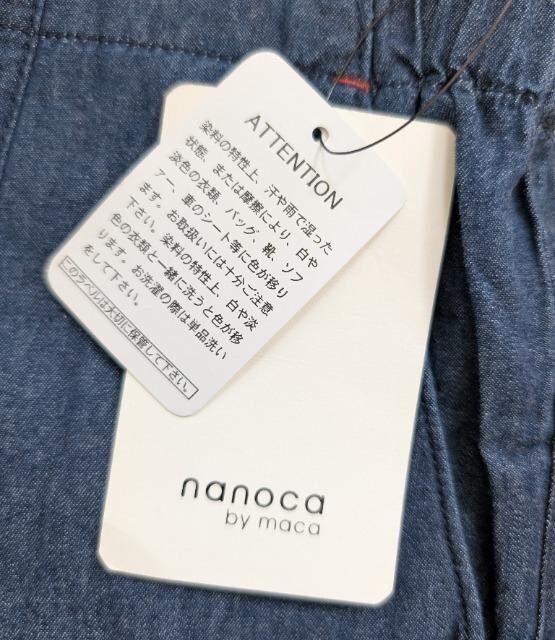 ATTENTION
染料の特性上、汗や雨で湿った
状態、または摩擦により、白や
淡色の衣類、バッグ、靴、ソフ
ァー、車のシート等に色が移り
ます。お取扱いには十分ご注意
下さい。染料の特性上、白や淡
色の衣類と一緒に洗うと色が移
ります。お洗濯の際は単品洗い
をして下さい。
このラベルは大切に保管して下さい。
nanoca
by maca